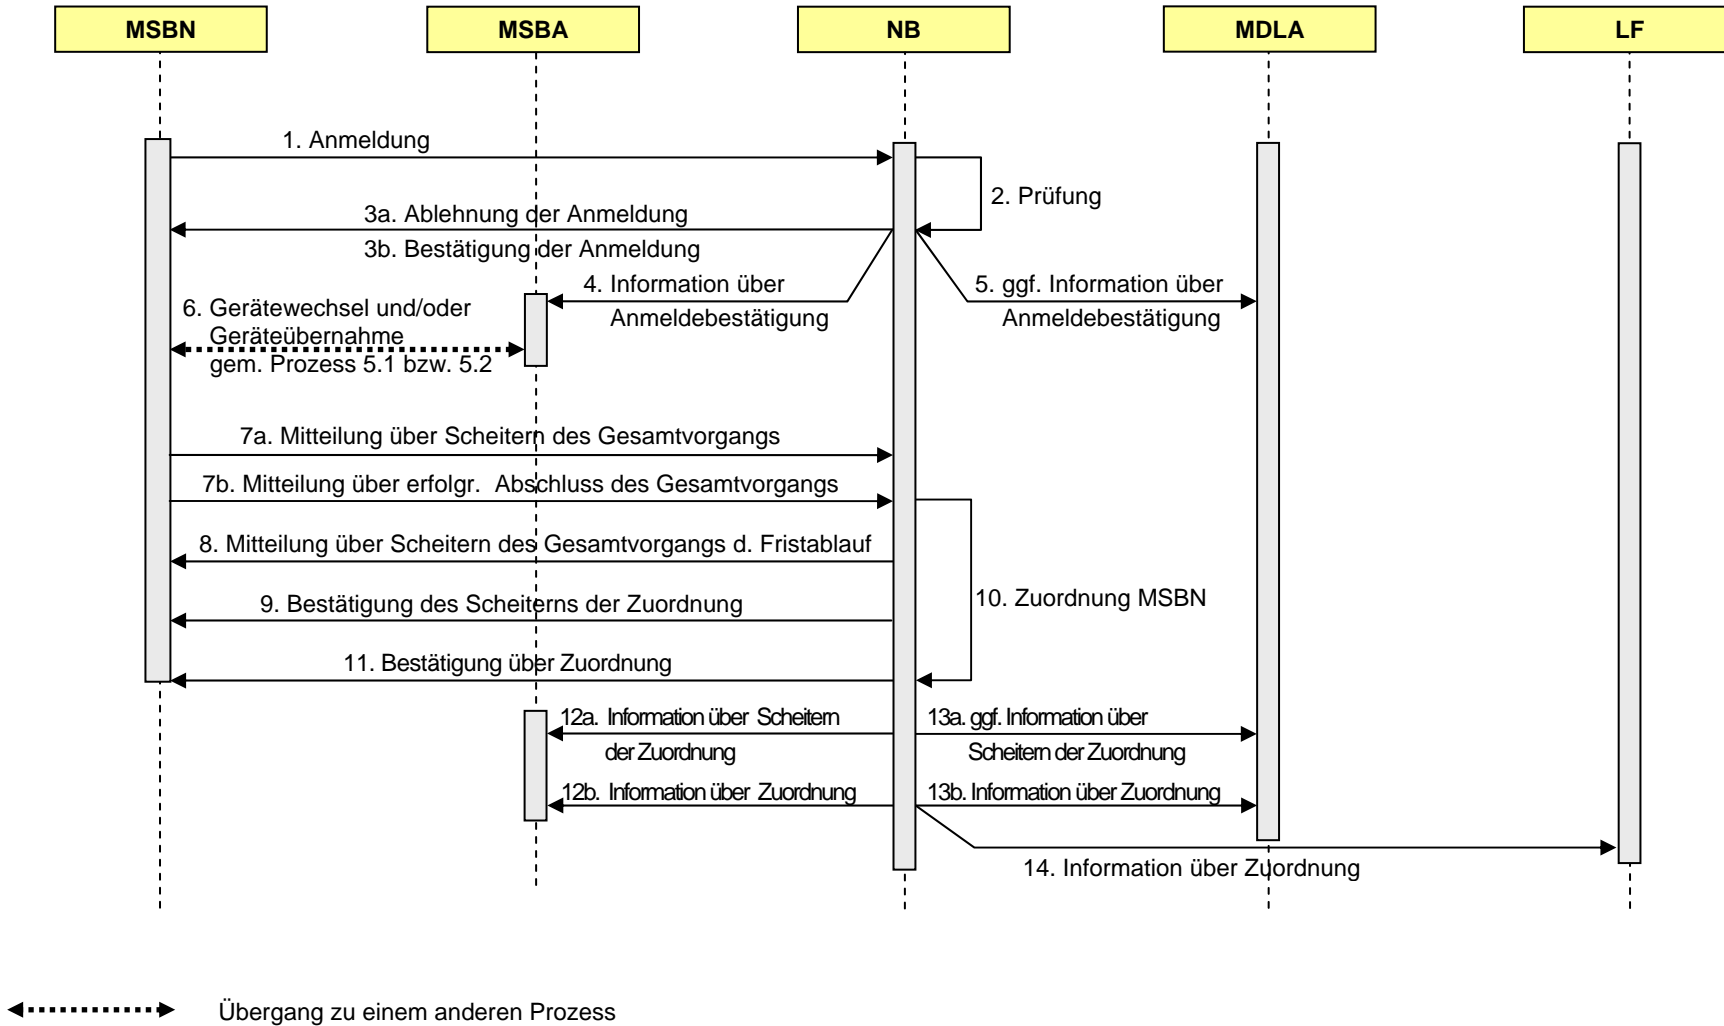 MSBN
MSBA
NB
MDLA
LF
1. Anmeldung
2. Prüfung
3a. Ablehnung der Anmeldung
3b. Bestätigung der Anmeldung
4. Information über
Anmeldebestätigung
5. ggf. Information über
Anmeldebestätigung
6. Gerätewechsel und/oder
Geräteübernahme
gem. Prozess 5.1 bzw. 5.2
7a. Mitteilung über Scheitern des Gesamtvorgangs
7b. Mitteilung über erfolgr. Abschluss des Gesamtvorgangs
8. Mitteilung über Scheitern des Gesamtvorgangs d. Fristablauf
9. Bestätigung des Scheiterns der Zuordnung
10. Zuordnung MSBN
11. Bestätigung über Zuordnung
12a. Information über Scheitern
der Zuordnung
13a. ggf. Information über
Scheitern der Zuordnung
12b. Information über Zuordnung
13b. Information über Zuordnung
14. Information über Zuordnung
Übergang zu einem anderen Prozess